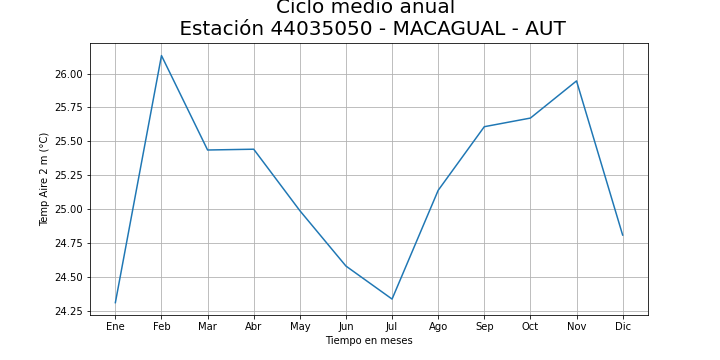 Ciclo medio anual
Estación 44035050 - MACAGUAL - AUT
26.00
25.75
25.50
25.25
25.00
24.75
24.50
24.25
Temp Aire 2 m (°C)
Ene Feb Mar Abr May Jun Jul Ago Sep Oct Nov Dic
Tiempo en meses